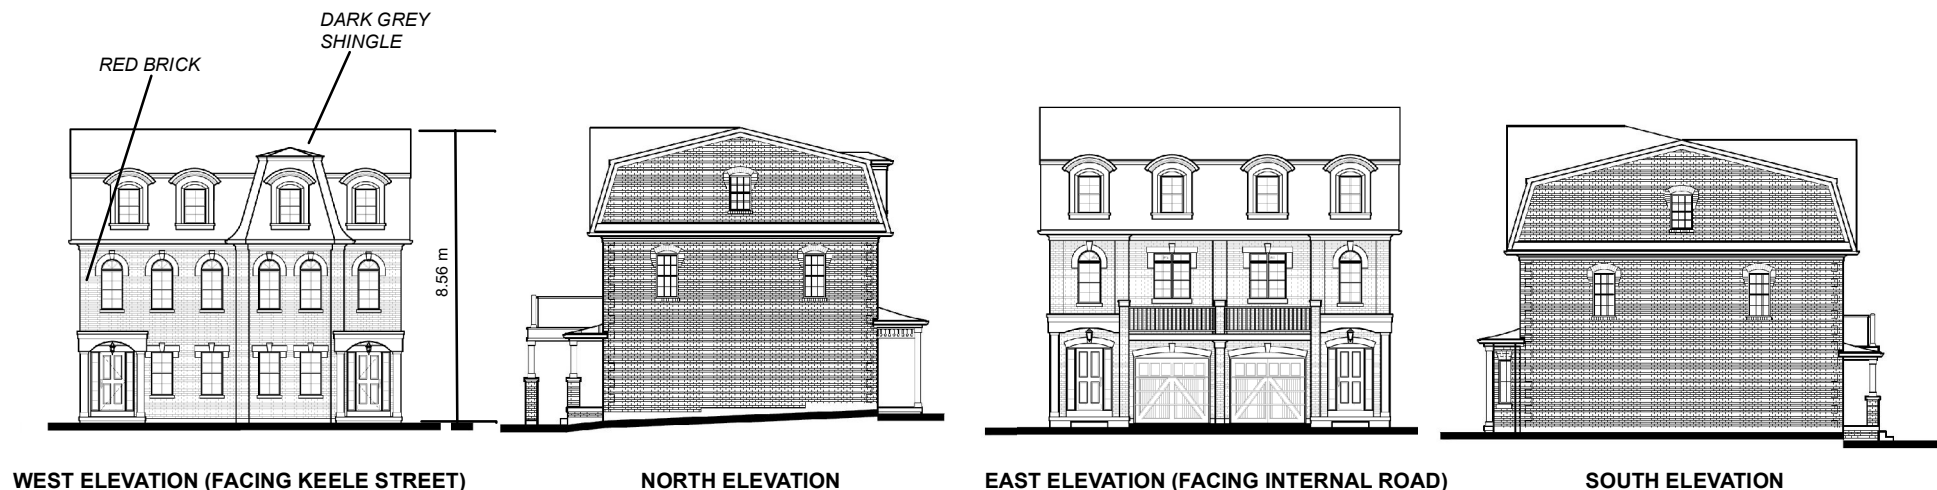 DARK GREY
SHINGLE
RED BRICK
8.56 m
WEST ELEVATION (FACING KEELE STREET)
NORTH ELEVATION
EAST ELEVATION (FACING INTERNAL ROAD)
SOUTH ELEVATION